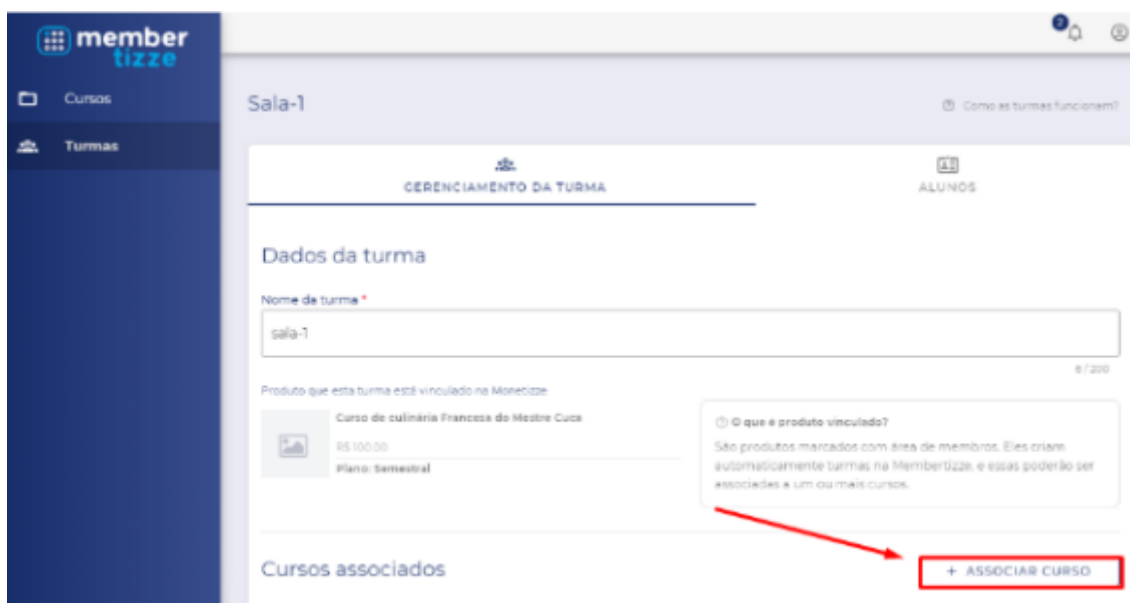 member
tizze
2
Cursos
Turmas
Sala-1
Como as turmas funcionam?
GERENCIAMENTO DA TURMA
ALUNOS
Dados da turma
Nome da turma *
sala-1
6 / 200
Produto que esta turma está vinculado na Monetizze
Curso de culinária Francesa do Mestre Cuca
R$ 100,00
Plano: Semestral
O que é produto vinculado?
São produtos marcados com área de membros. Eles criam
automaticamente turmas na Membertizze, e essas poderão ser
associadas a um ou mais cursos.
Cursos associados
+ ASSOCIAR CURSO